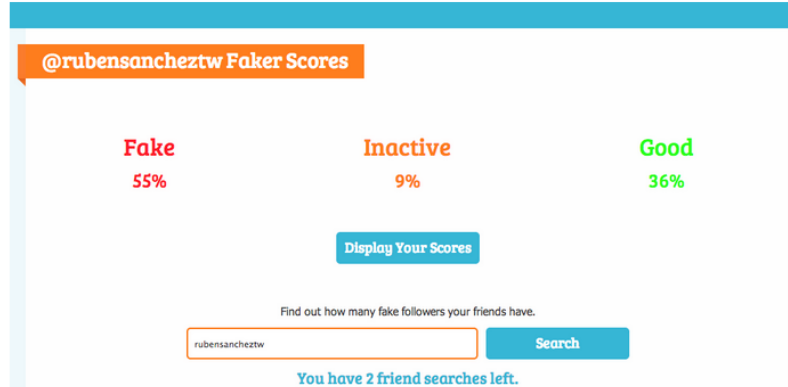 @rubensancheztw Faker Scores
Fake Inactive Good
55% 9% 36%
Display Your Scores
Find out how many fake followers your friends have.
rubensancheztw Search
You have 2 friend searches left.